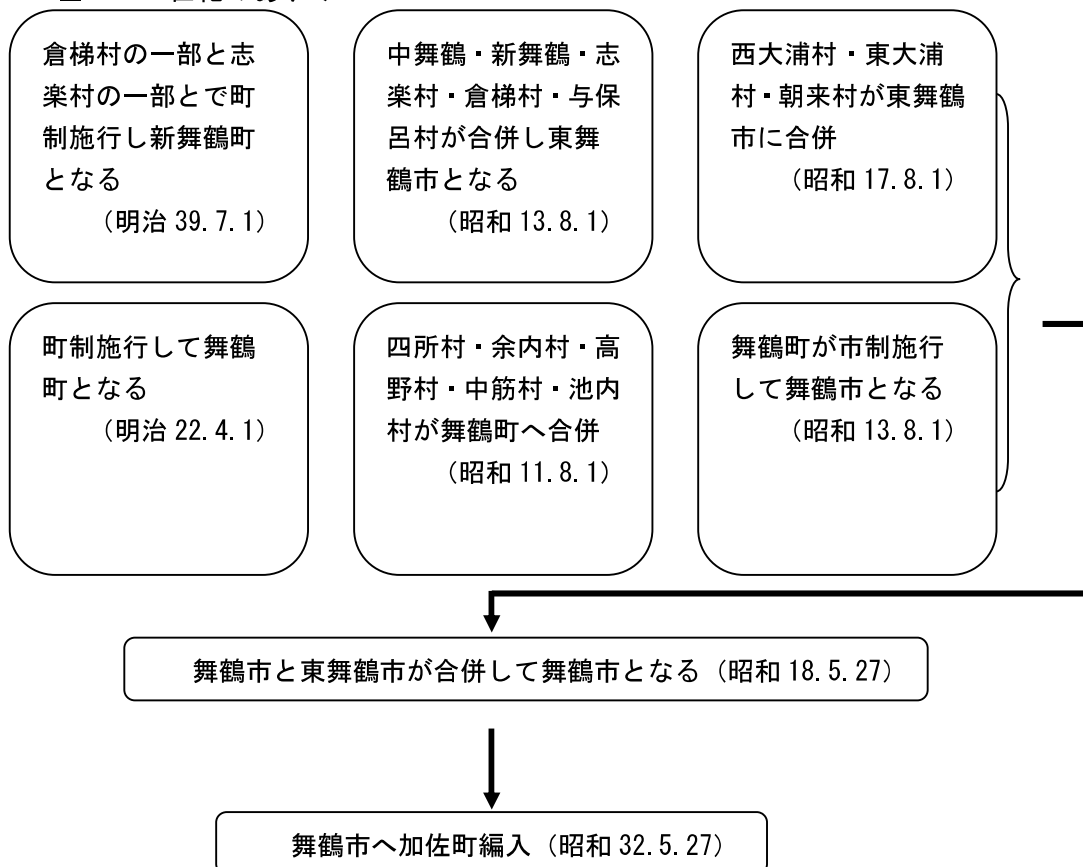 倉梯村の一部と志
楽村の一部とで町
制施行し新舞鶴町
となる
（明治 39.7.1）
中舞鶴・新舞鶴・志
楽村・倉梯村・与保
呂村が合併し東舞
鶴市となる
（昭和 13.8.1）
西大浦村・東大浦
村・朝来村が東舞鶴
市に合併
（昭和 17.8.1）
町制施行して舞鶴
町となる
（明治 22.4.1）
四所村・余内村・高
野村・中筋村・池内
村が舞鶴町へ合併
（昭和 11.8.1）
舞鶴町が市制施行
して舞鶴市となる
（昭和 13.8.1）
舞鶴市と東舞鶴市が合併して舞鶴市となる（昭和 18.5.27）
舞鶴市へ加佐町編入（昭和 32.5.27）